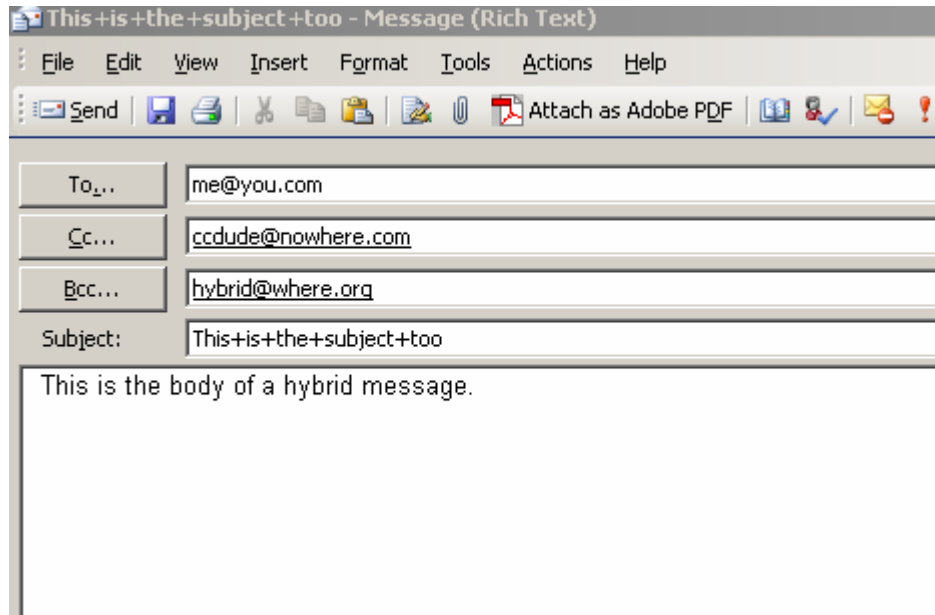 This+is+the+subject+too - Message (Rich Text)
File Edit View Insert Format Tools Actions Help
Send Attach as Adobe PDF
To... me@you.com
Cc... ccdude@nowhere.com
Bcc... hybrid@where.org
Subject: This+is+the+subject+too
This is the body of a hybrid message.